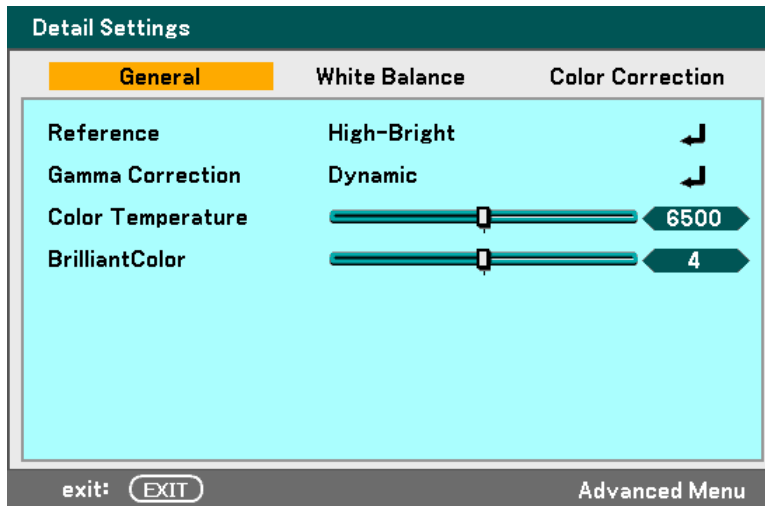 Detail Settings
General White Balance Color Correction
Reference High-Bright
Gamma Correction Dynamic
Color Temperature 6500
BrilliantColor 4
exit: EXIT Advanced Menu